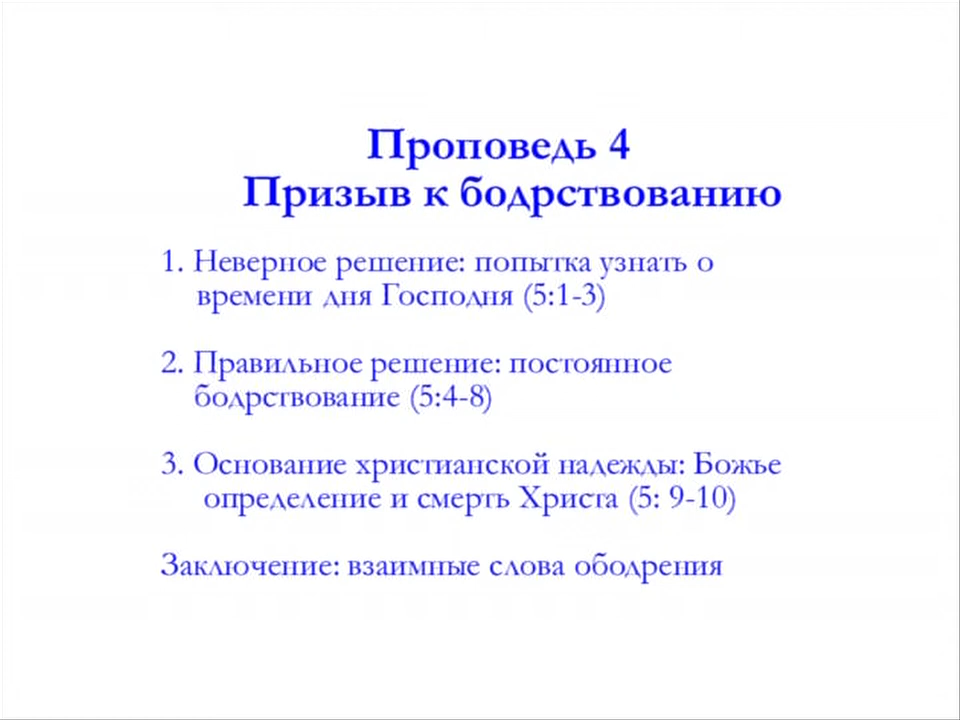 Проповедь 4
Призыв к бодрствованию
1. Неверное решение: попытка узнать о
времени дня Господня (5:1-3)
2. Правильное решение: постоянное
бодрствование (5:4-8)
3. Основание христианской надежды: Божье
определение и смерть Христа (5: 9-10)
Заключение: взаимные слова ободрения